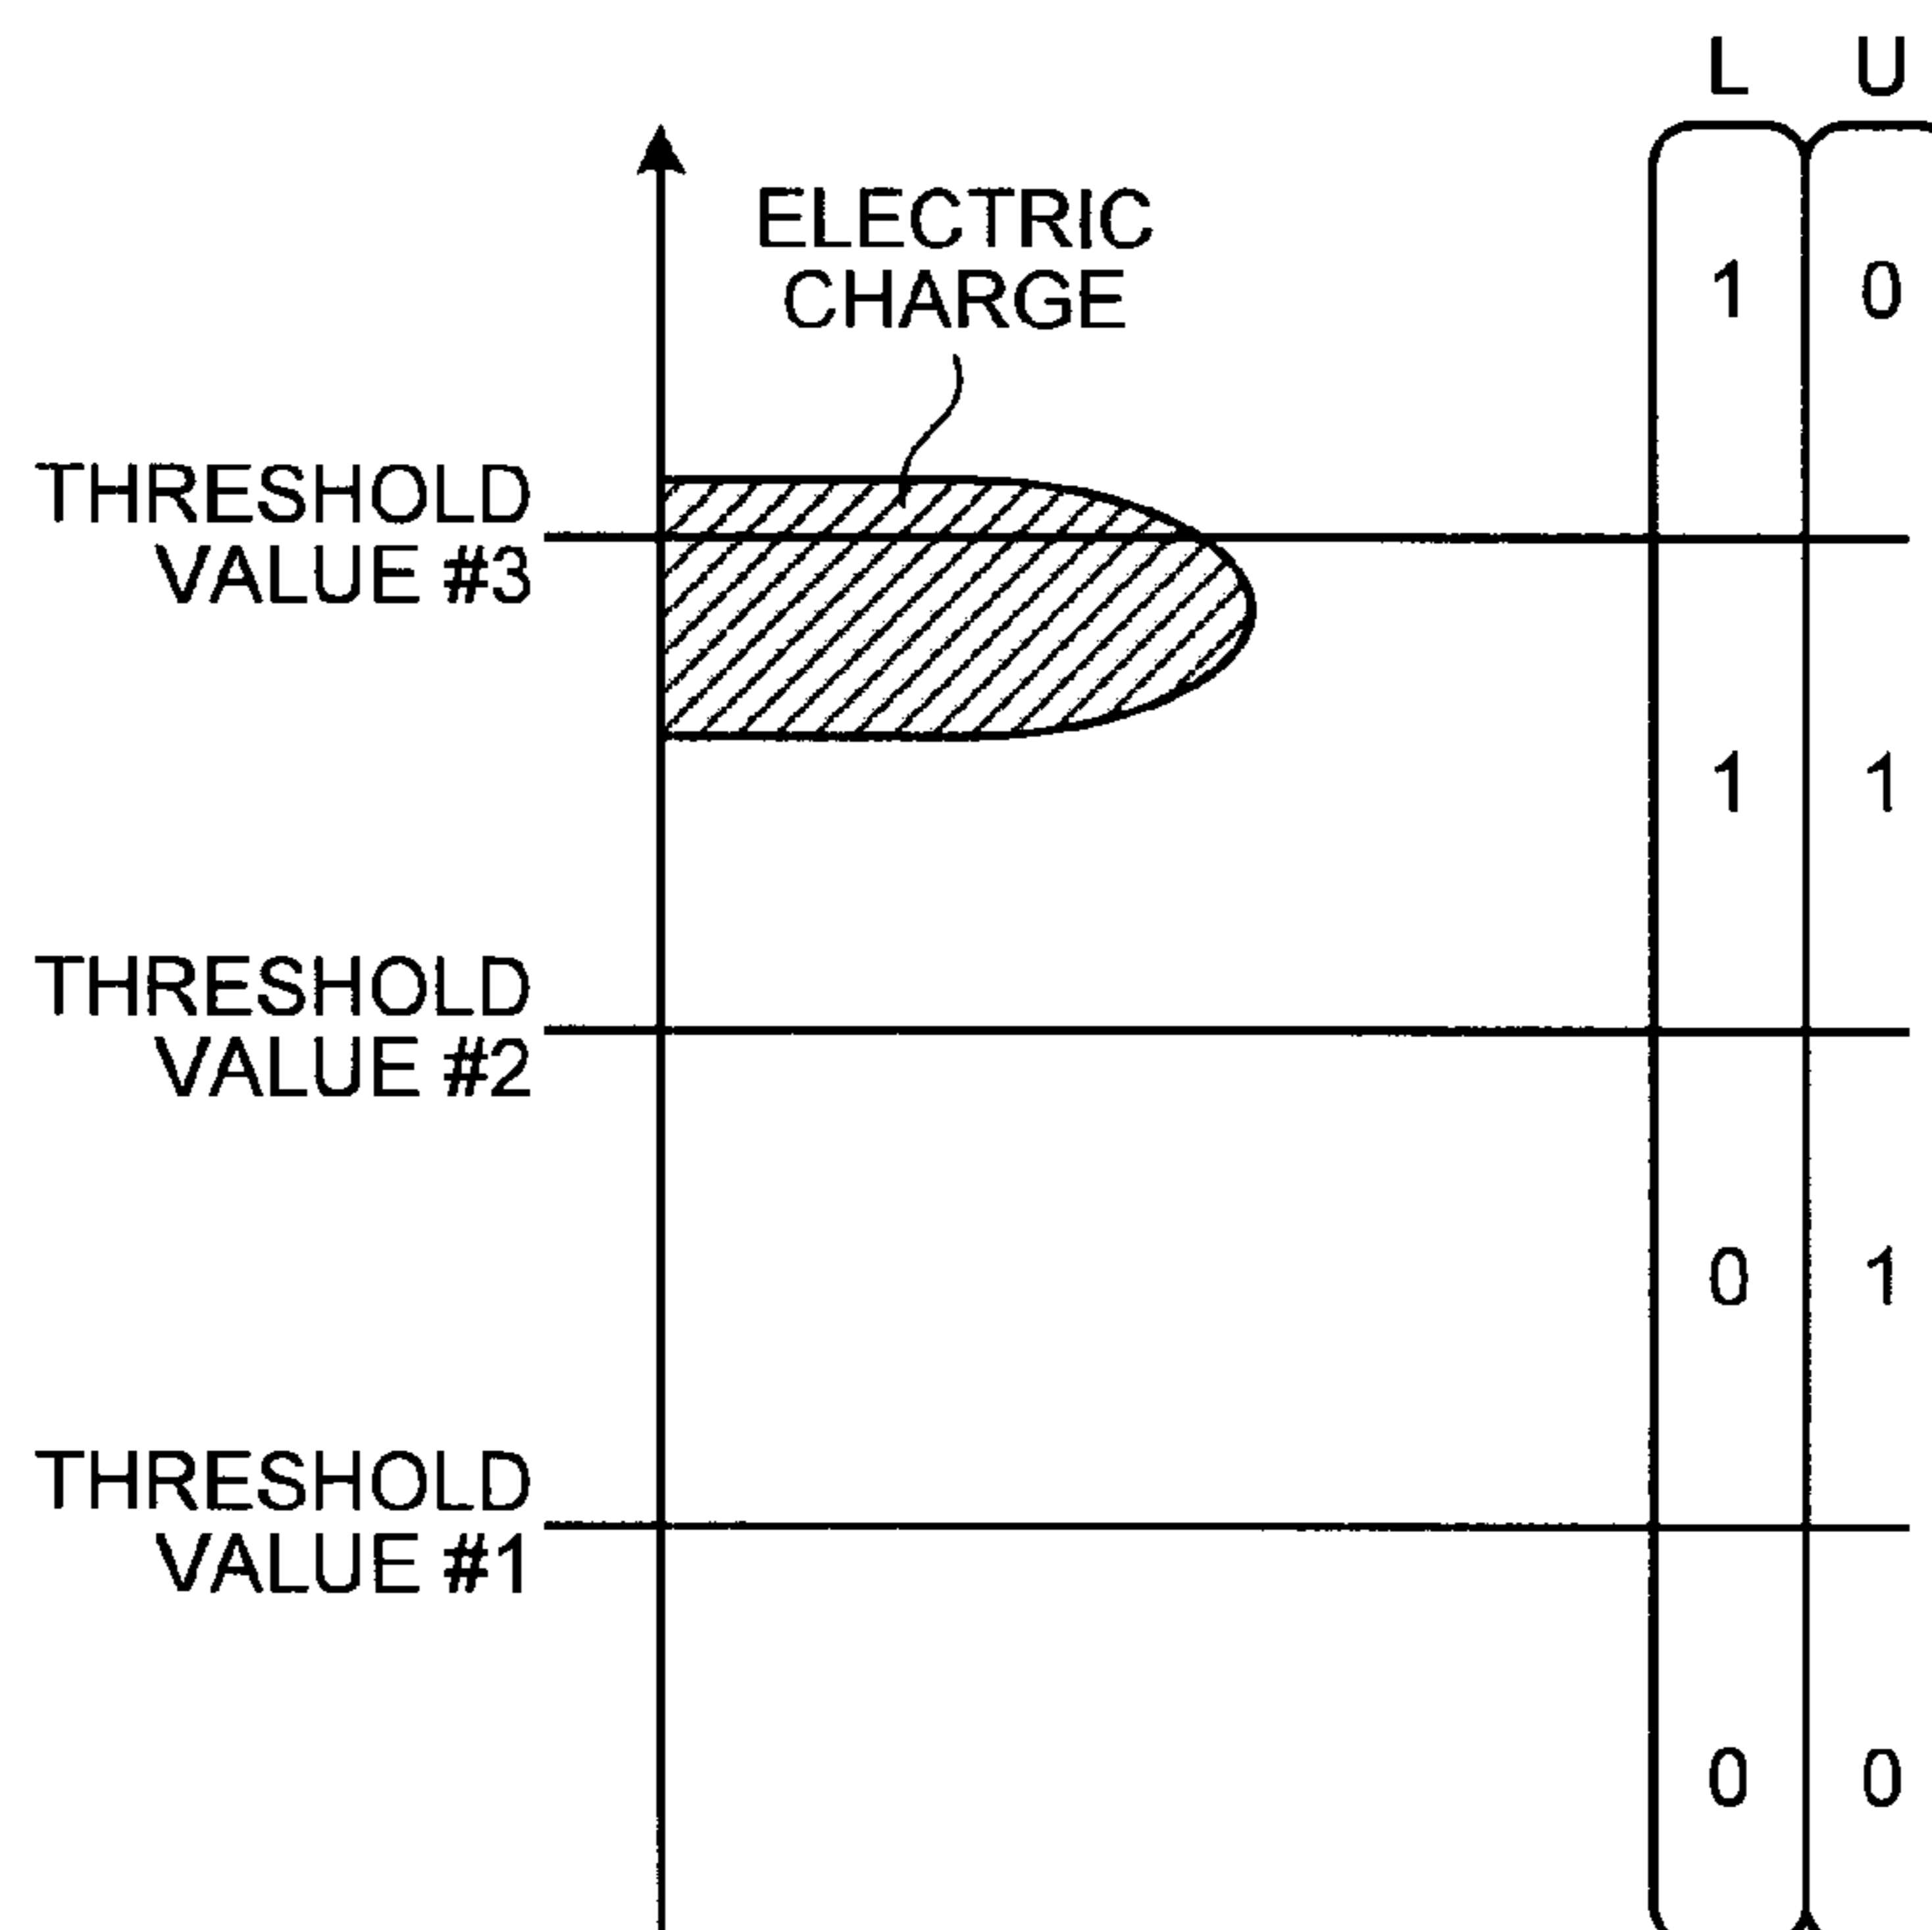 L U
ELECTRIC
CHARGE
1 0
THRESHOLD
VALUE #3
1 1
THRESHOLD
VALUE #2
0 1
THRESHOLD
VALUE #1
0 0